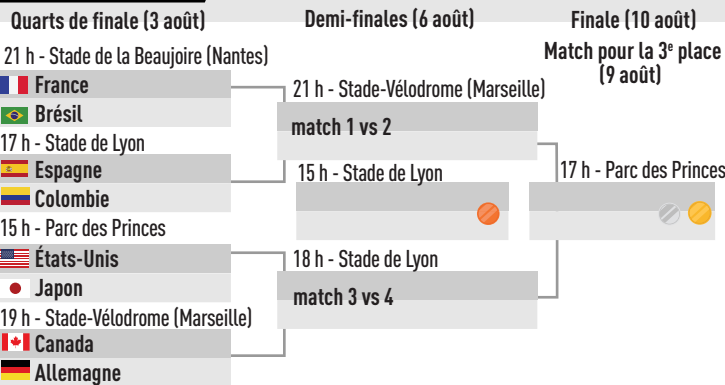 Quarts de finale (3 août)
Demi-finales (6 août)
Finale (10 août)
Match pour la 3e place
(9 août)
21 h - Stade de la Beaujoire (Nantes)
France
Brésil
17 h - Stade de Lyon
Espagne
Colombie
15 h - Parc des Princes
États-Unis
Japon
19 h - Stade-Vélodrome (Marseille)
Canada
Allemagne
21 h - Stade-Vélodrome (Marseille)
match 1 vs 2
15 h - Stade de Lyon
18 h - Stade de Lyon
match 3 vs 4
17 h - Parc des Princes